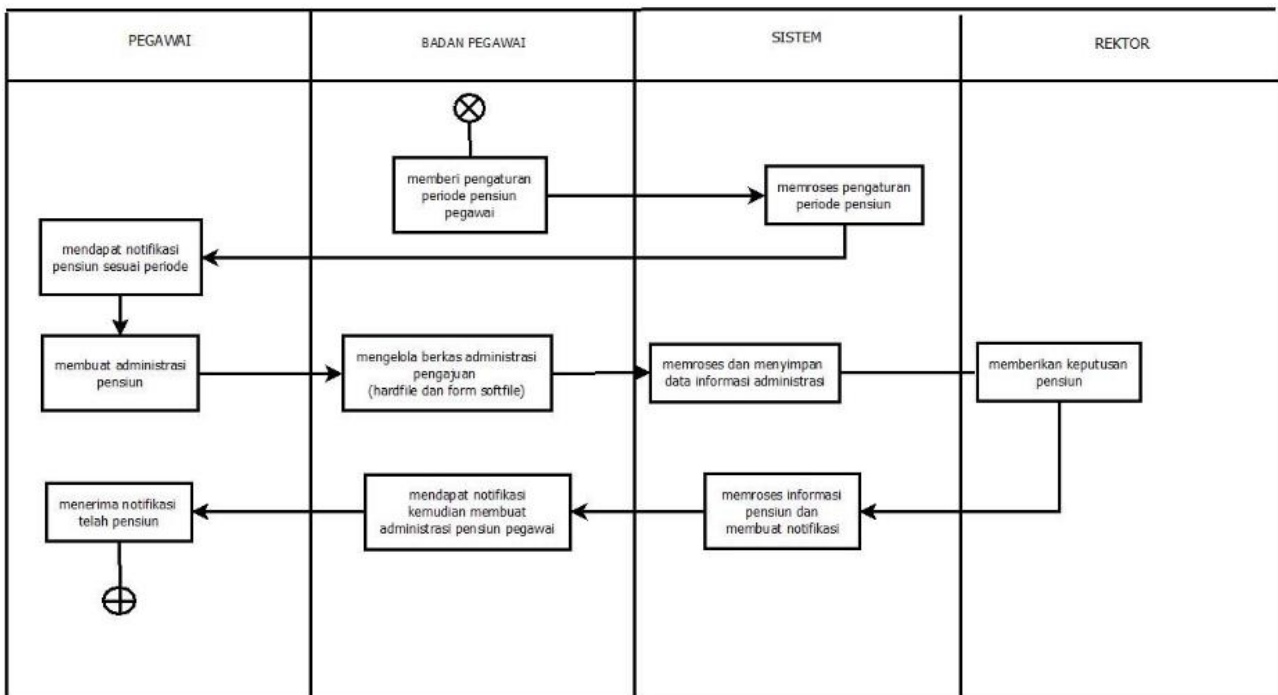 PEGAWAI
BADAN PEGAWAI
SISTEM
REKTOR
memberi pengaturan
periode pensiun
pegawai
memroses pengaturan
periode pensiun
mendapat notifikasi
pensiun sesuai periode
membuat administrasi
pensiun
mengelola berkas administrasi
pengajuan
(hardfile dan form softfile)
memroses dan menyimpan
data informasi administrasi
memberikan keputusan
pensiun
memroses informasi
pensiun dan
membuat notifikasi
mendapat notifikasi
kemudian membuat
administrasi pensiun pegawai
menerima notifikasi
telah pensiun